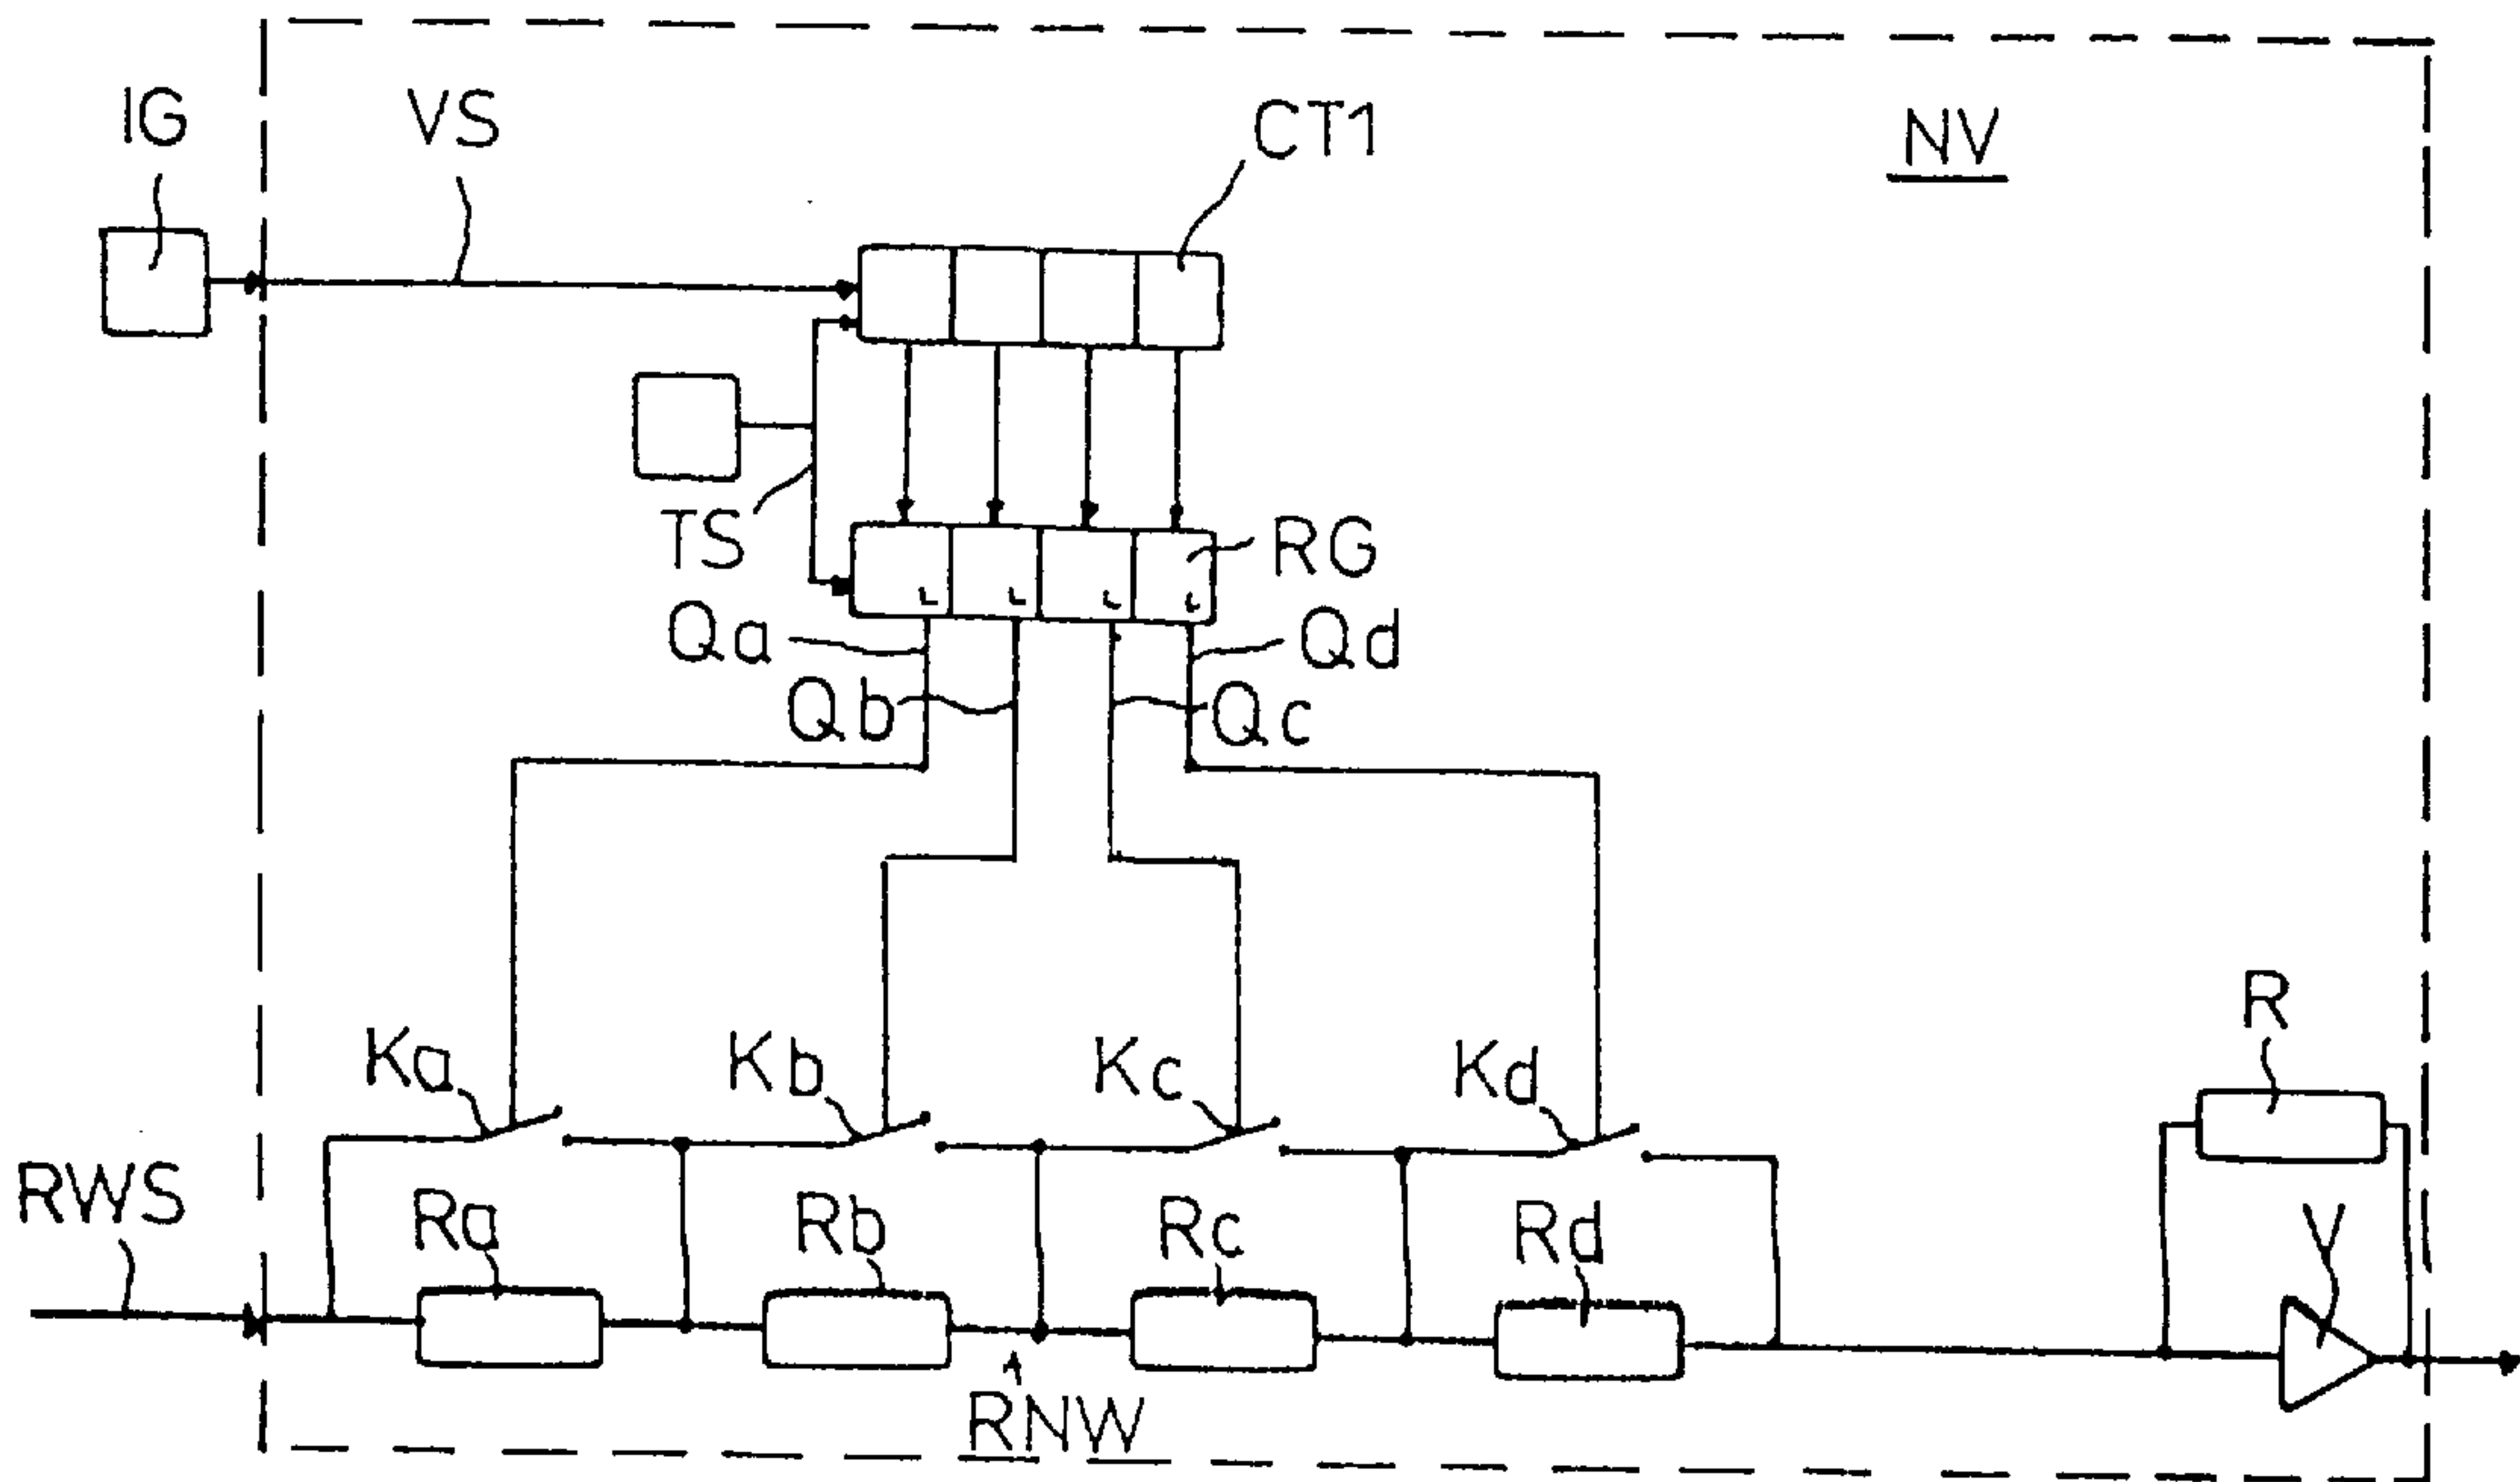 IG
VS
CT1
NV
TS
RG
Qa
Qd
Qb
Qc
R
Ka
Kb
Kc
Kd
RWS
Ra
Rb
Rc
Rd
V
RNW